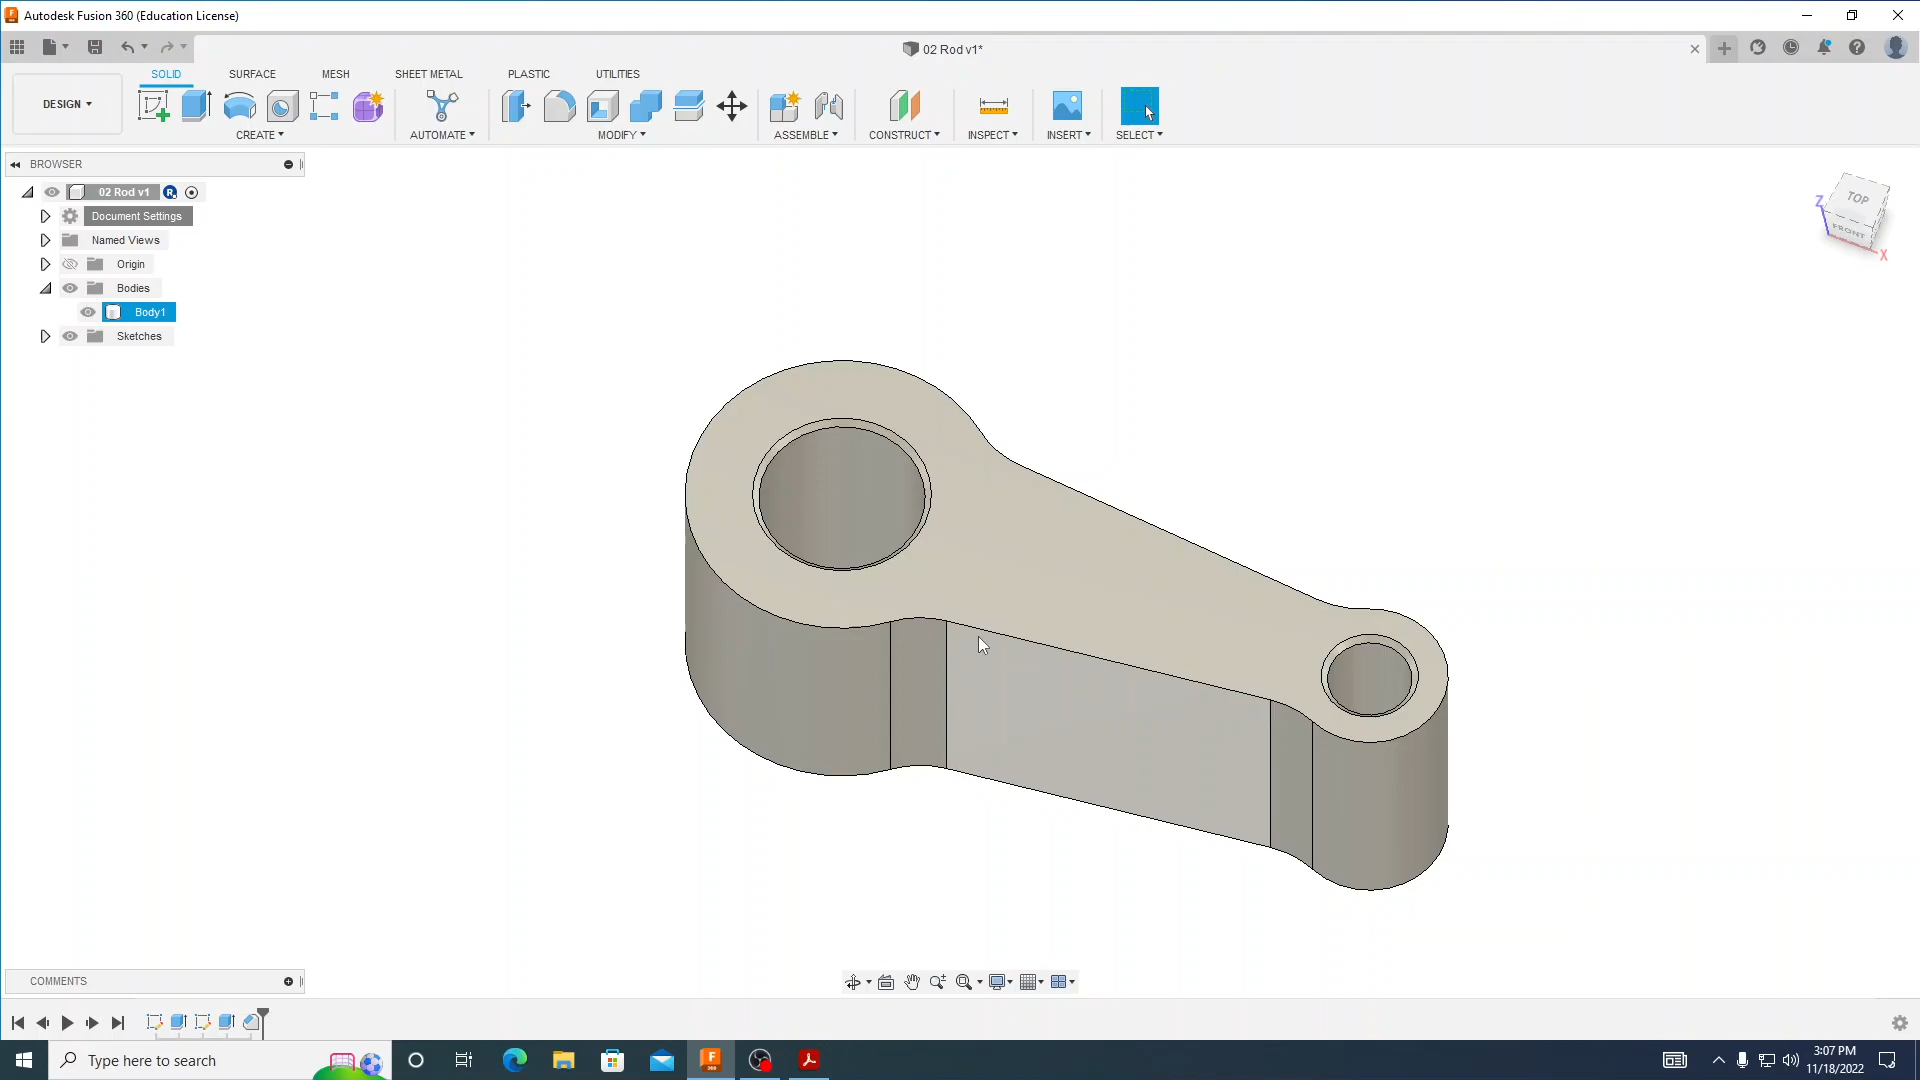 Autodesk Fusion 360 (Education License)
02 Rod v1*
SOLID SURFACE MESH SHEET METAL PLASTIC UTILITIES
DESIGN
CREATE AUTOMATE MODIFY ASSEMBLE CONSTRUCT INSPECT INSERT SELECT
BROWSER
02 Rod v1
Document Settings
Named Views
Origin
Bodies
Body1
Sketches
TOP
FRONT
Z
X
COMMENTS
Type here to search
3:07 PM
11/18/2022